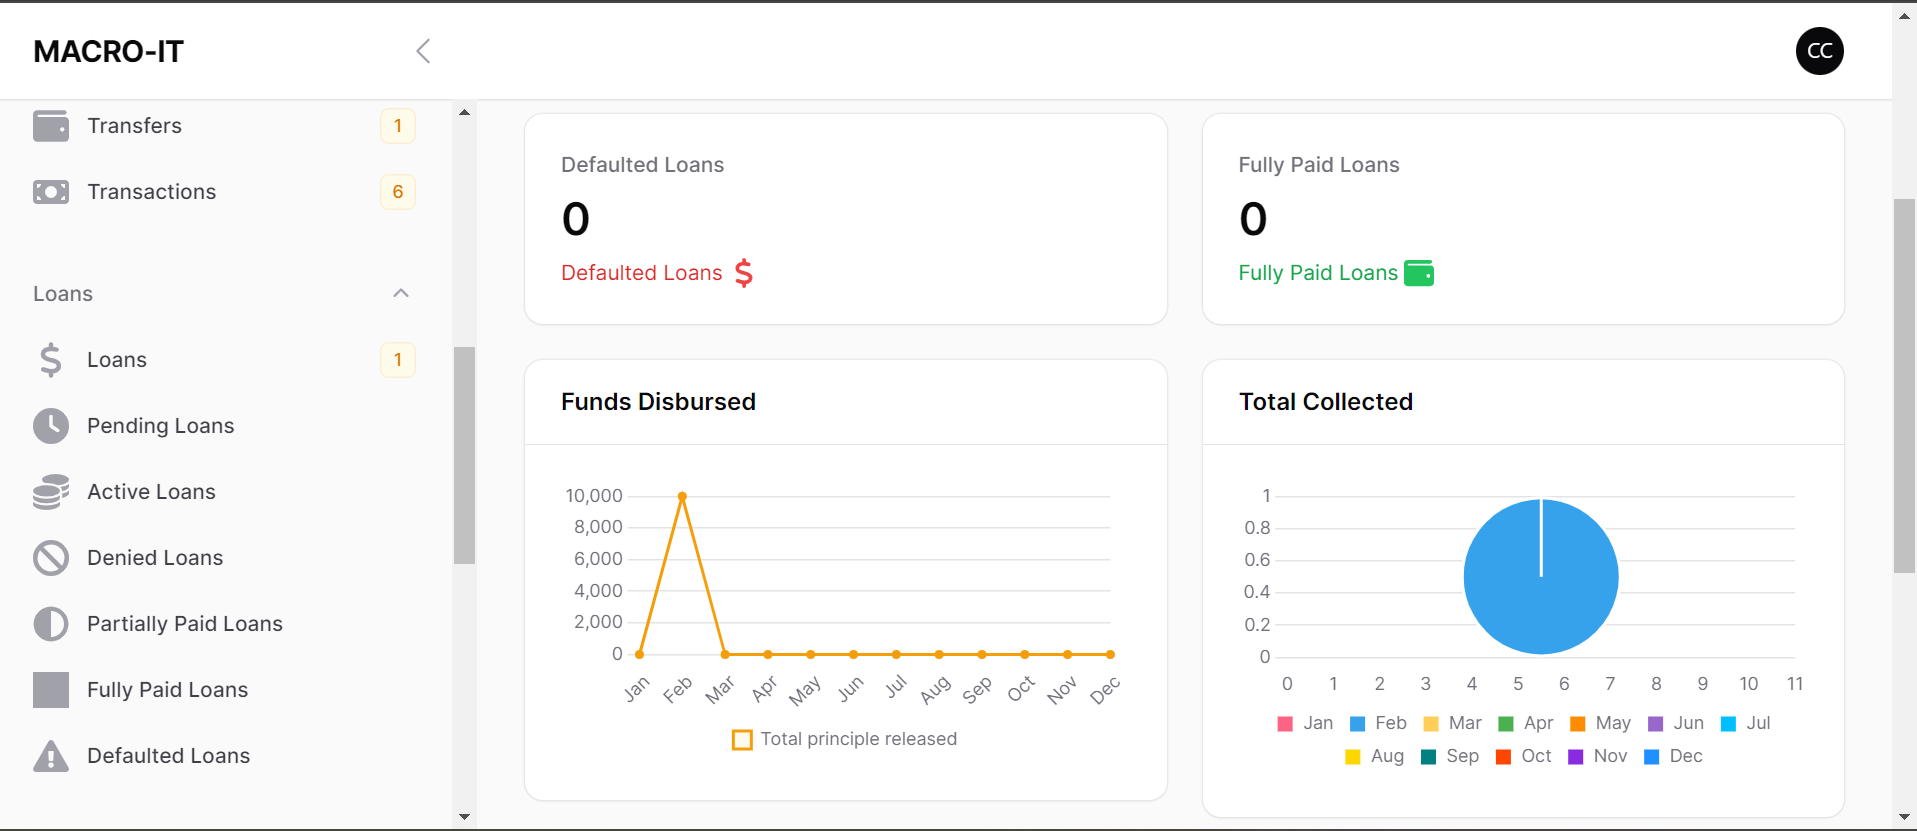 MACRO-IT
CC
Transfers 1
Transactions 6
Loans
Loans 1
Pending Loans
Active Loans
Denied Loans
Partially Paid Loans
Fully Paid Loans
Defaulted Loans
Defaulted Loans
0
Defaulted Loans
Fully Paid Loans
0
Fully Paid Loans
Funds Disbursed
10,000
8,000
6,000
4,000
2,000
0
Jan Feb Mar Apr May Jun Jul Aug Sep Oct Nov Dec
Total principle released
Total Collected
1
0.8
0.6
0.4
0.2
0
0 1 2 3 4 5 6 7 8 9 10 11
Jan Feb Mar Apr May Jun Jul
Aug Sep Oct Nov Dec